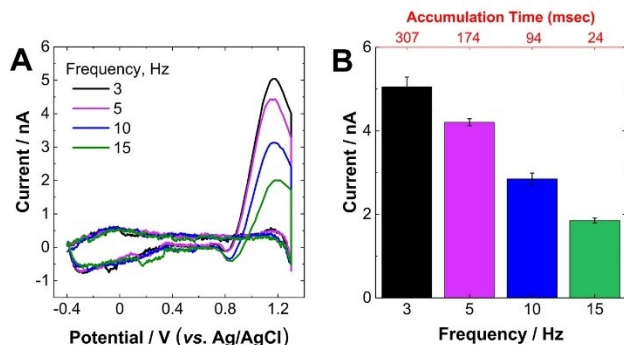 A
Frequency, Hz
3
5
10
15
6
5
4
3
2
1
0
-1
-0.4 0 0.4 0.8 1.2
Current / nA
Potential / V (vs. Ag/AgCl)
Accumulation Time (msec)
307 174 94 24
B
6
4
2
0
Current / nA
3 5 10 15
Frequency / Hz